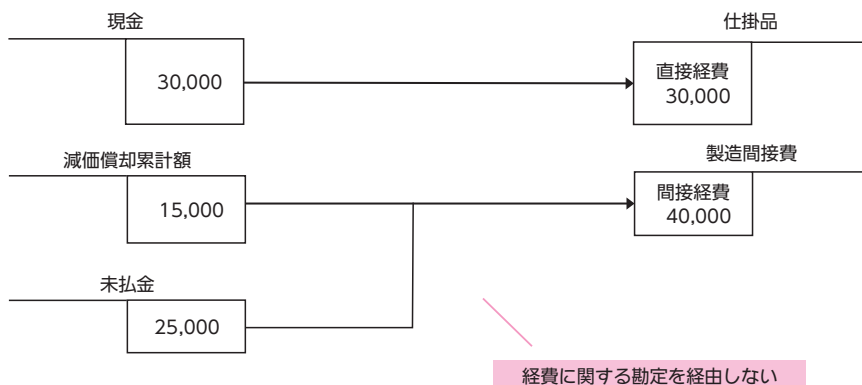 現金
仕掛品
30,000
直接経費
30,000
減価償却累計額
製造間接費
15,000
間接経費
40,000
未払金
25,000
経費に関する勘定を経由しない